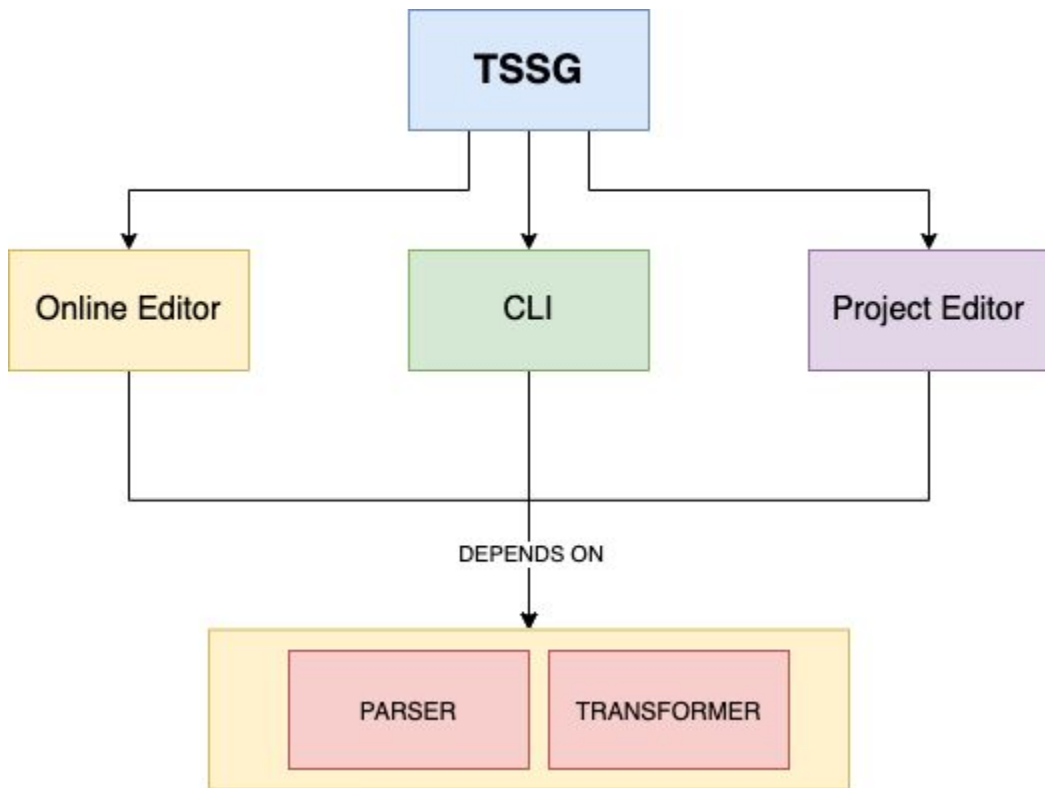 TSSG
Online Editor
CLI
Project Editor
DEPENDS ON
PARSER
TRANSFORMER